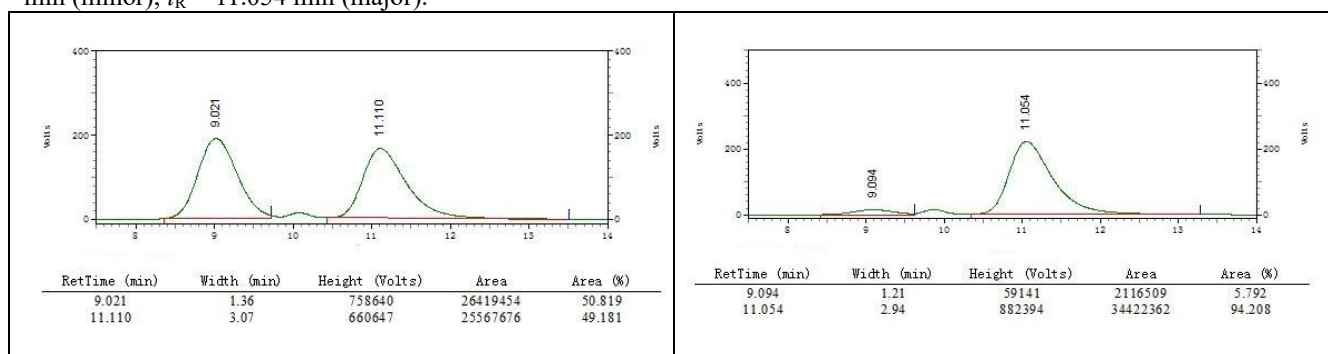 min (minor), tR = 11.054 min (major).
400
200
0
Volts
9.021
11.110
400
200
0
Volts
8 9 10 11 12 13 14
RetTime (min) Width (min) Height (Volts) Area Area (%)
9.021 1.36 758640 26419454 50.819
11.110 3.07 660647 25567676 49.181
400
200
0
Volts
9.094
11.054
400
200
0
Volts
8 9 10 11 12 13 14
RetTime (min) Width (min) Height (Volts) Area Area (%)
9.094 1.21 59141 2116509 5.792
11.054 2.94 882394 34422362 94.208